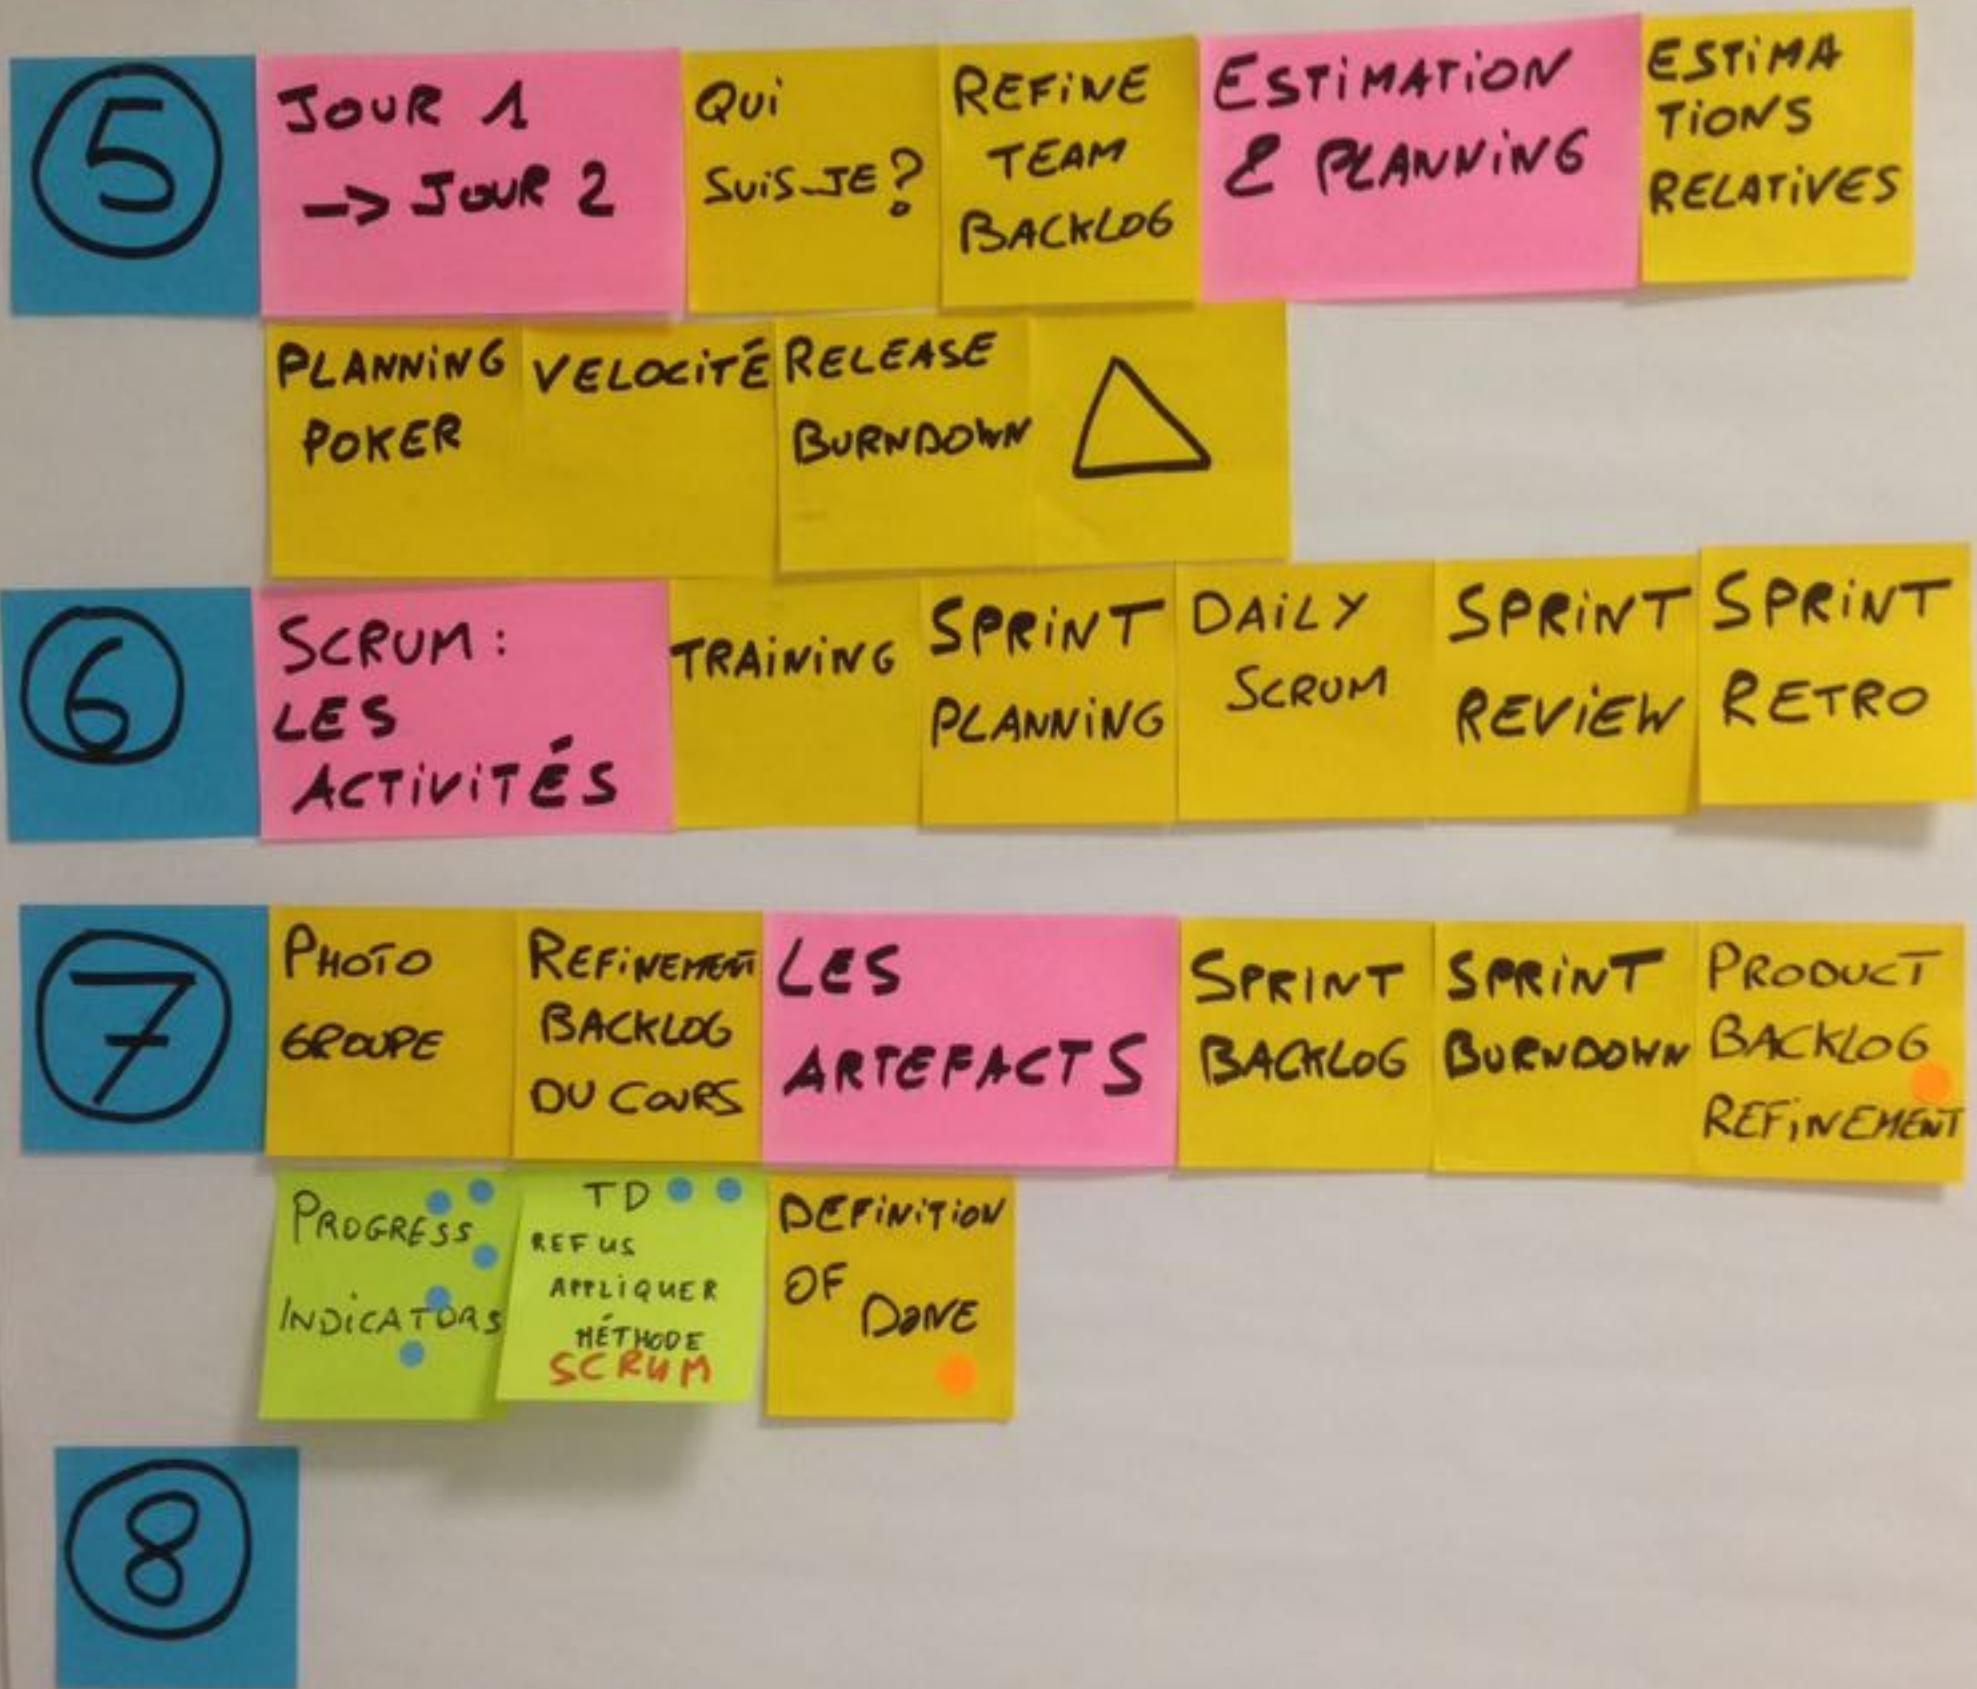 5
JOUR 1
-> JOUR 2
QUI
SUIS-JE?
REFINE
TEAM
BACKLOG
ESTIMATION
& PLANNING
ESTIMA
TIONS
RELATIVES
PLANNING
POKER
VELOCITÉ
RELEASE
BURNDOWN
6
SCRUM:
LES
ACTIVITÉS
TRAINING
SPRINT
PLANNING
DAILY
SCRUM
SPRINT
REVIEW
SPRINT
RETRO
7
PHOTO
GROUPE
REFINEMENT
BACKLOG
DU COURS
LES
ARTEFACTS
SPRINT
BACKLOG
SPRINT
BURNDOWN
PRODUCT
BACKLOG
REFINEMENT
PROGRESS
INDICATORS
TD
REFUS
APPLIQUER
MÉTHODE
SCRUM
DEFINITION
OF
DONE
8